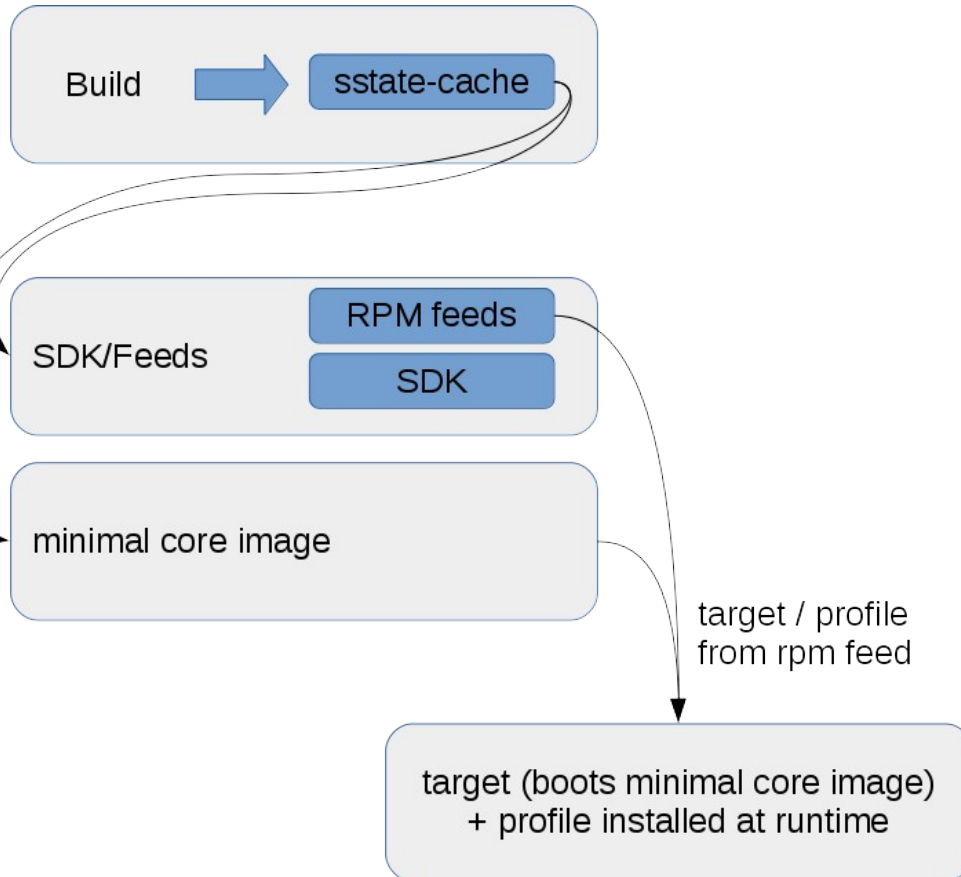 Build
sstate-cache
RPM feeds
SDK/Feeds
SDK
minimal core image
target / profile
from rpm feed
target (boots minimal core image)
+ profile installed at runtime